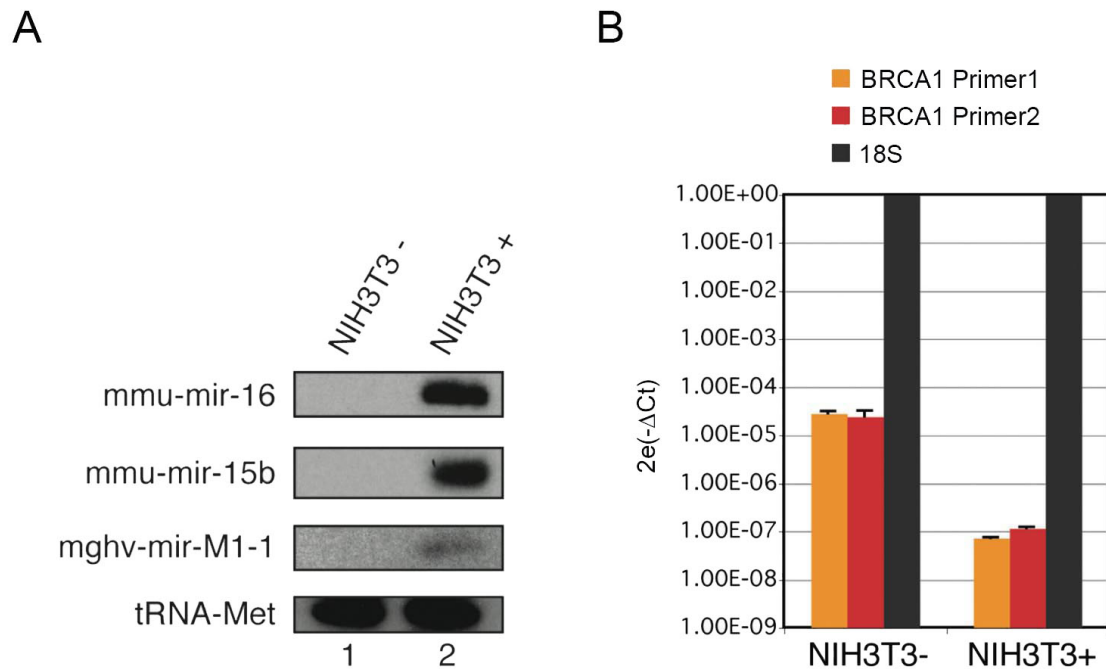 A
NIH3T3 -
NIH3T3 +
mmu-mir-16
mmu-mir-15b
mghv-mir-M1-1
tRNA-Met
1 2
B
BRCA1 Primer1
BRCA1 Primer2
18S
2e(-ΔCt)
1.00E+00
1.00E-01
1.00E-02
1.00E-03
1.00E-04
1.00E-05
1.00E-06
1.00E-07
1.00E-08
1.00E-09
NIH3T3- NIH3T3+